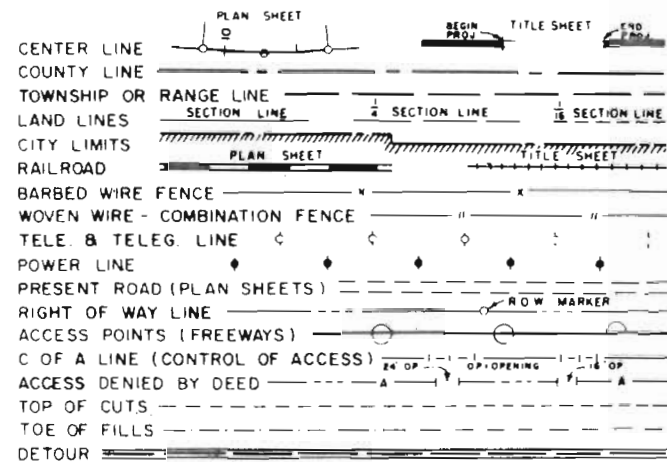 PLAN SHEET
BEGIN PROJ. TITLE SHEET END PROJ.
10
CENTER LINE
COUNTY LINE
TOWNSHIP OR RANGE LINE
LAND LINES SECTION LINE 1/4 SECTION LINE 1/16 SECTION LINE
CITY LIMITS
RAILROAD PLAN SHEET TITLE SHEET
BARBED WIRE FENCE x x
WOVEN WIRE - COMBINATION FENCE
TELE. & TELEG. LINE
POWER LINE
PRESENT ROAD (PLAN SHEETS)
RIGHT OF WAY LINE R.O.W. MARKER
ACCESS POINTS (FREEWAYS)
C OF A LINE (CONTROL OF ACCESS)
24' OP OP=OPENING 16' OP
ACCESS DENIED BY DEED A A
TOP OF CUTS
TOE OF FILLS
DETOUR